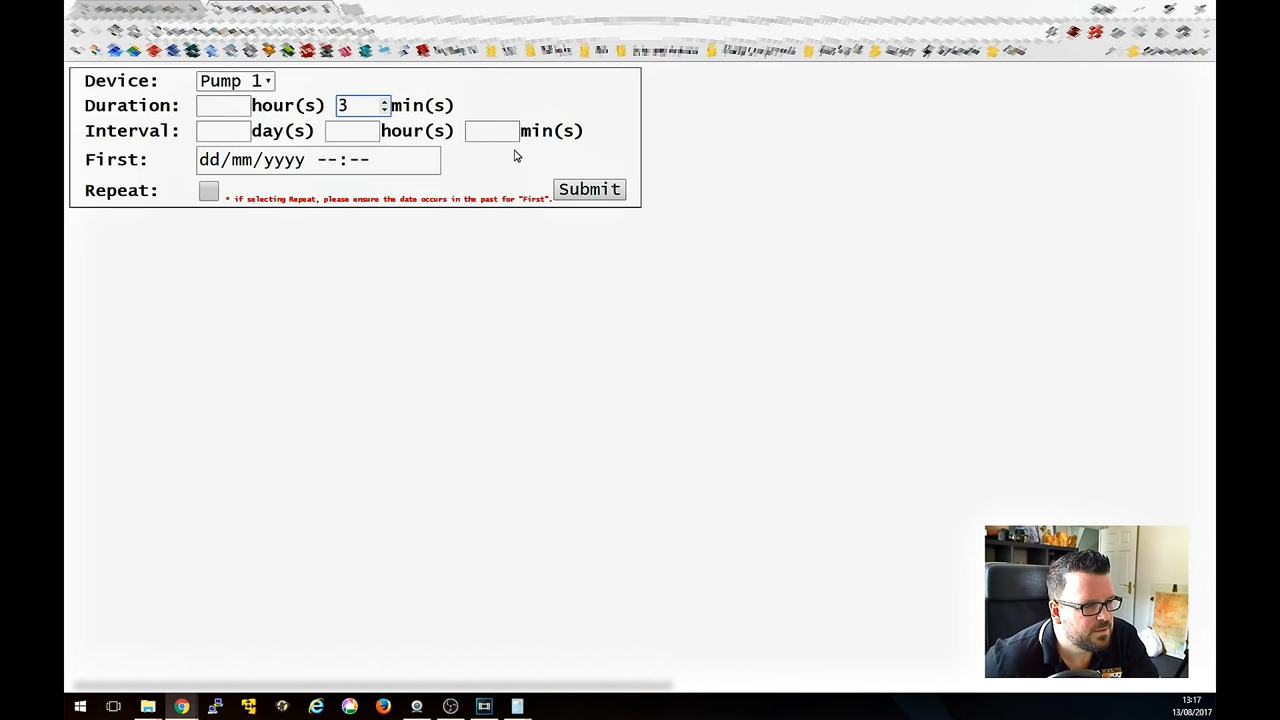 Device: Pump 1
Duration: hour(s) 3 min(s)
Interval: day(s) hour(s) min(s)
First: dd/mm/yyyy --:--
Repeat: * if selecting Repeat, please ensure the date occurs in the past for "First". Submit
13:17
13/08/2017